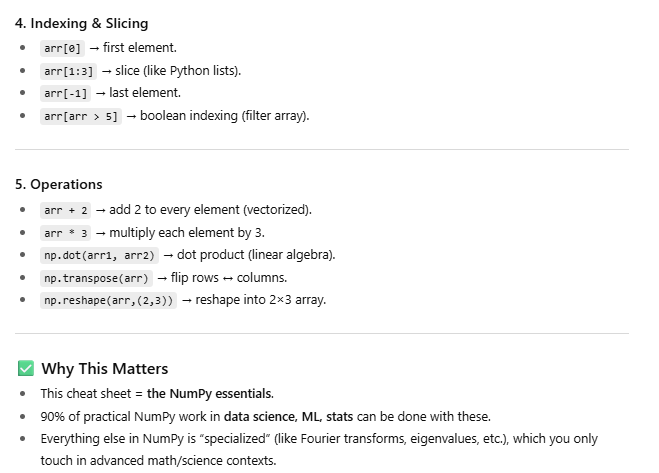 4. Indexing & Slicing
• arr[0] → first element.
• arr[1:3] → slice (like Python lists).
• arr[-1] → last element.
• arr[arr > 5] → boolean indexing (filter array).
5. Operations
• arr + 2 → add 2 to every element (vectorized).
• arr * 3 → multiply each element by 3.
• np.dot(arr1, arr2) → dot product (linear algebra).
• np.transpose(arr) → flip rows ↔ columns.
• np.reshape(arr,(2,3)) → reshape into 2×3 array.
✅ Why This Matters
• This cheat sheet = the NumPy essentials.
• 90% of practical NumPy work in data science, ML, stats can be done with these.
• Everything else in NumPy is “specialized” (like Fourier transforms, eigenvalues, etc.), which you only
touch in advanced math/science contexts.